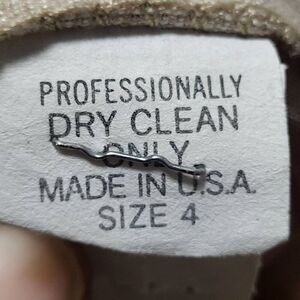 PROFESSIONALLY
DRY CLEAN
ONLY
MADE IN U.S.A.
SIZE 4